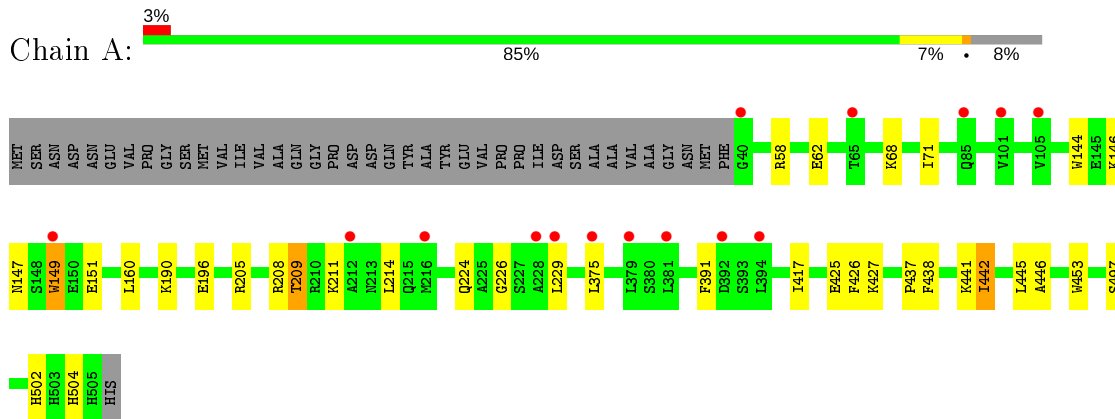 3%
Chain A:
85% 7% • 8%
MET SER ASN ASP ASN GLU VAL PRO GLY SER MET VAL ILE VAL ALA GLN GLY PRO ASP ASP GLN TYR ALA TYR GLU VAL PRO PRO ILE ASP SER ALA ALA VAL ALA GLY ASN MET PHE G40 R58 E62 T65 K68 I71 Q85 V101 V105 W144 E145 K146
N147 S148 W149 E150 E151 L160 K190 E196 R205 R208 T209 R210 K211 A212 N213 L214 Q215 M216 Q224 A225 G226 S227 A228 L229 L375 L379 S380 L381 F391 D392 S393 L394 I417 E425 F426 K427 P437 F438 K441 I442 L445 A446 W453 S497
H502 H503 H504 H505 HIS